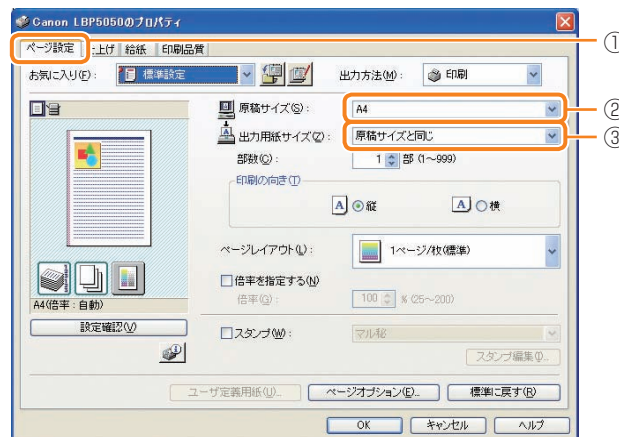 Canon LBP5050のプロパティ
ページ設定 上げ 給紙 印刷品質
①
お気に入り(F): 標準設定 出力方法(M): 印刷
原稿サイズ(S): A4
②
出力用紙サイズ(Z): 原稿サイズと同じ
③
部数(C): 1 部 (1～999)
印刷の向き(T)
A 縦 A 横
ページレイアウト(L): 1ページ/枚(標準)
倍率を指定する(N)
A4(倍率:自動)
倍率(G): 100 % (25～200)
設定確認(V)
スタンプ(W): マル秘
スタンプ編集(I)...
ユーザ定義用紙(U)... ページオプション(E)... 標準に戻す(R)
OK キャンセル ヘルプ